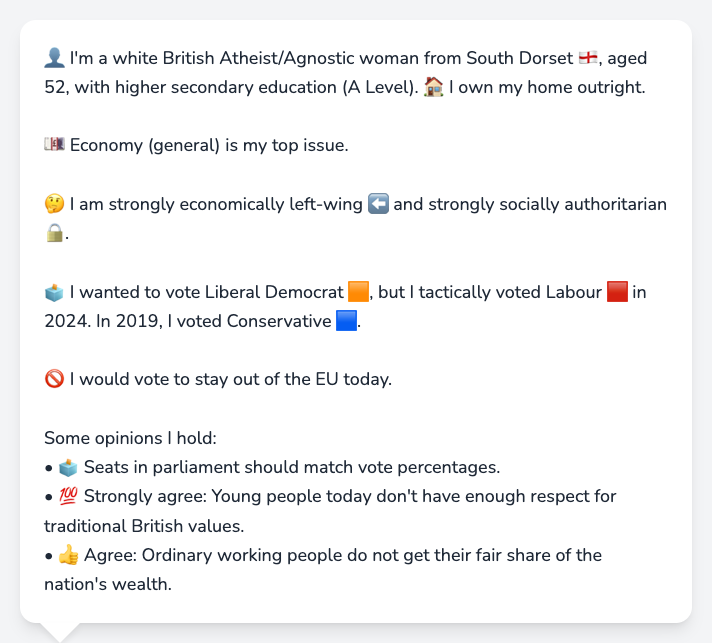 👤 I'm a white British Atheist/Agnostic woman from South Dorset 🏴󠁧󠁢󠁥󠁮󠁧󠁿, aged
52, with higher secondary education (A Level). 🏠 I own my home outright.
💷 Economy (general) is my top issue.
🤔 I am strongly economically left-wing ⬅️ and strongly socially authoritarian
🔒.
🗳️ I wanted to vote Liberal Democrat 🟧, but I tactically voted Labour 🟥 in
2024. In 2019, I voted Conservative 🟦.
🚫 I would vote to stay out of the EU today.
Some opinions I hold:
• 🗳️ Seats in parliament should match vote percentages.
• 💯 Strongly agree: Young people today don't have enough respect for
traditional British values.
• 👍 Agree: Ordinary working people do not get their fair share of the
nation's wealth.